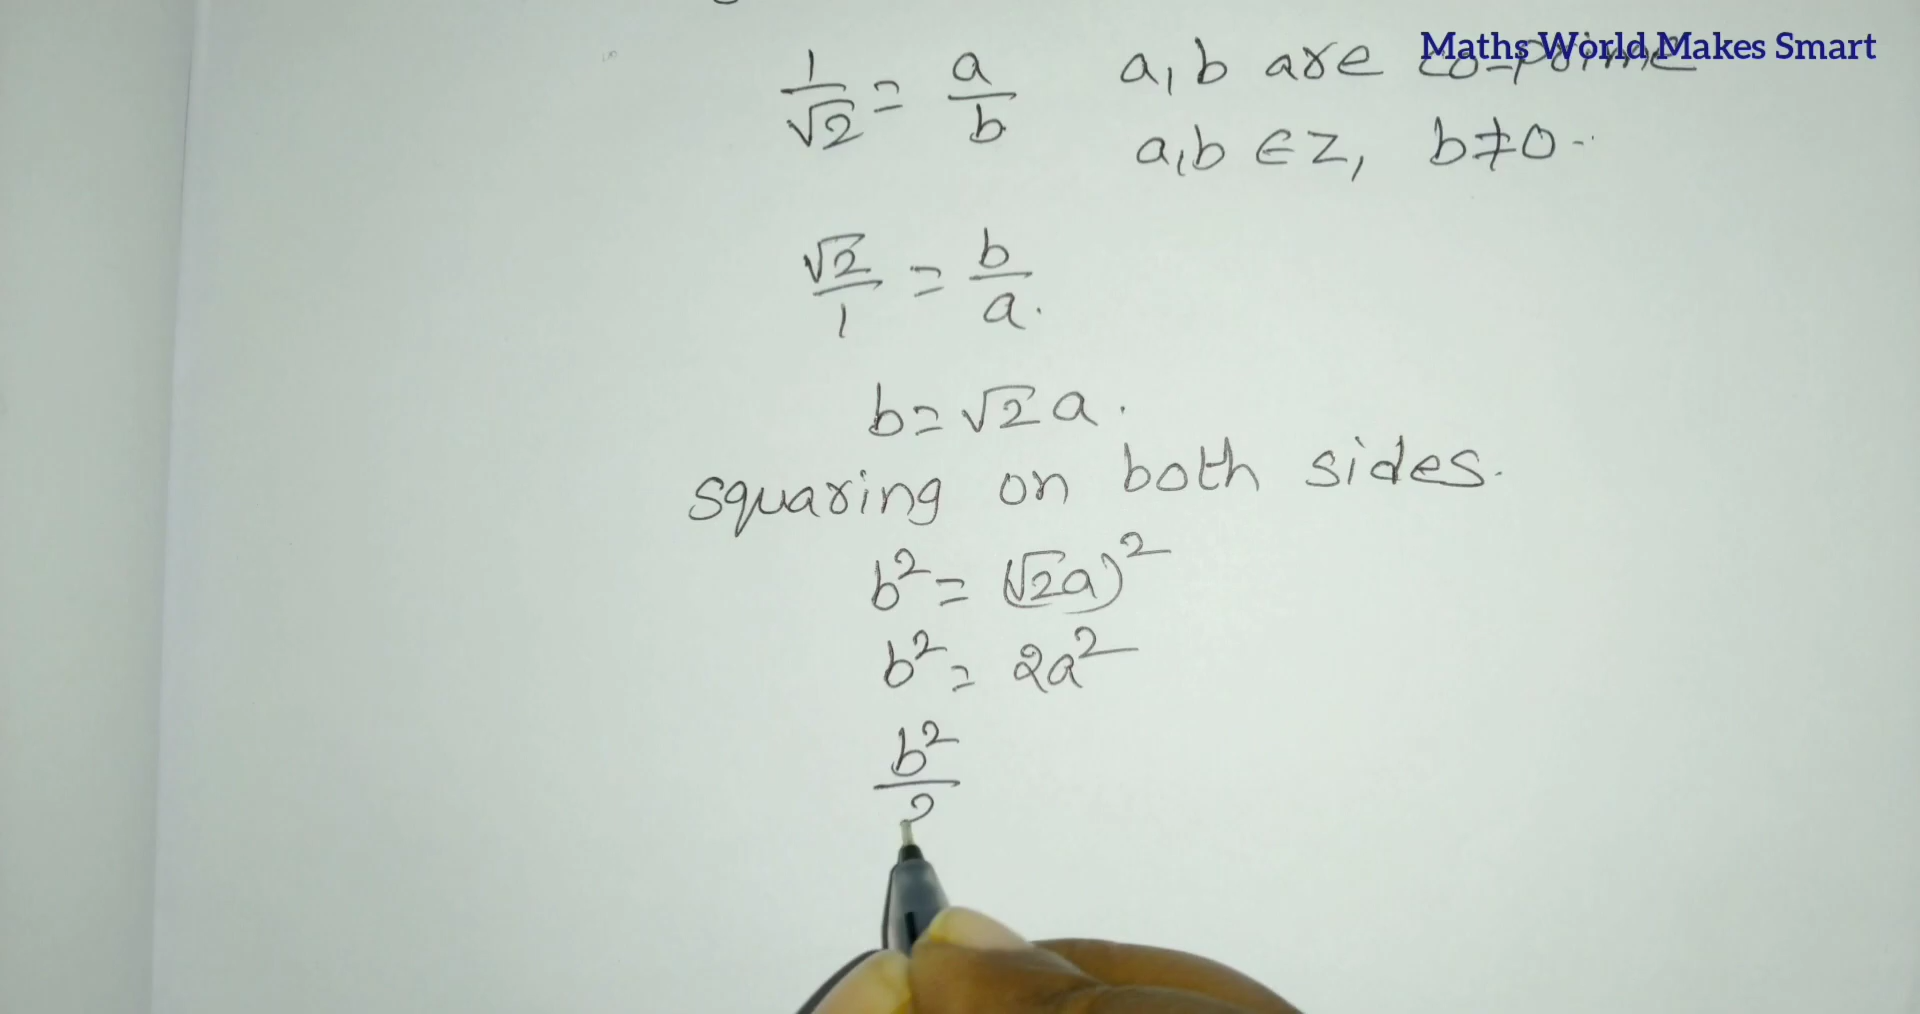 Maths World Makes Smart
1/√2 = a/b a,b are co-prime
a,b ∈ Z, b≠0.
√2/1 = b/a.
b=√2a.
squaring on both sides.
b² = (√2a)²
b² = 2a²
b²/2